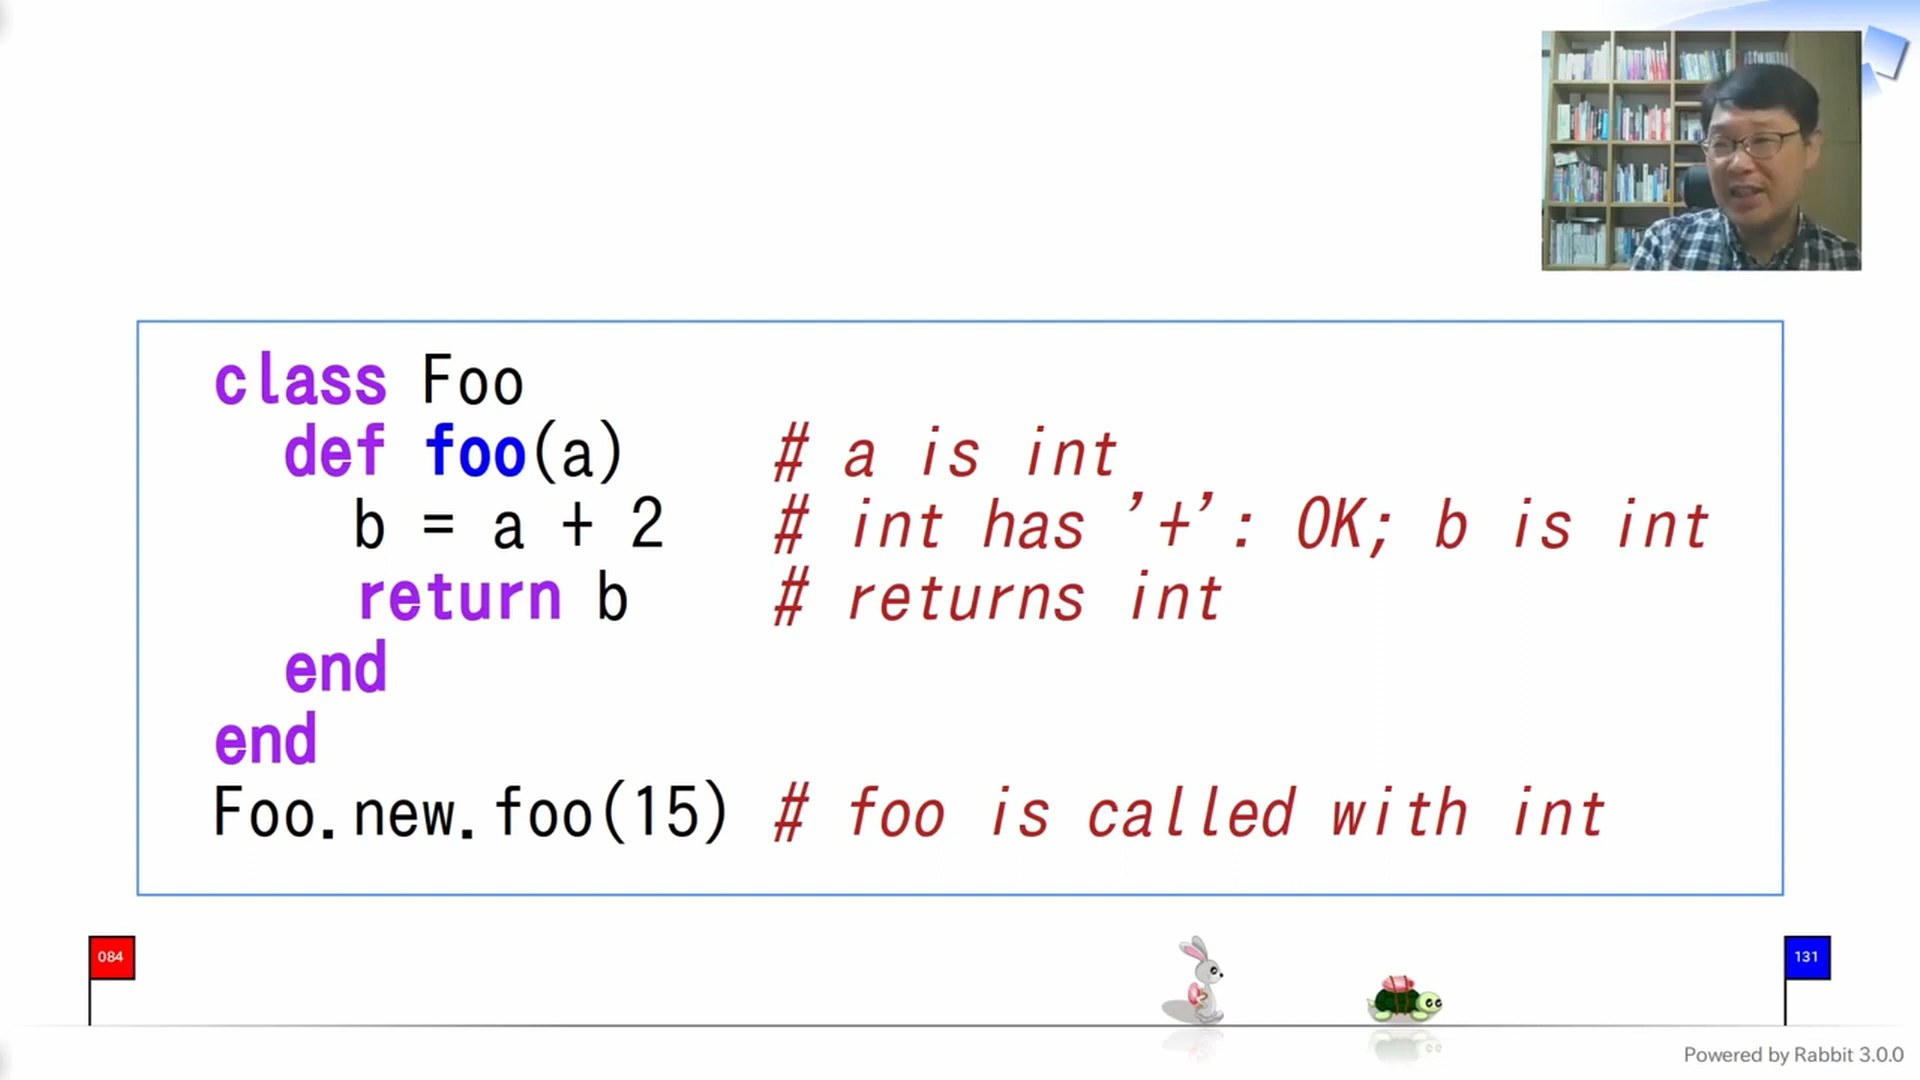 class Foo
def foo(a) # a is int
b = a + 2 # int has '+': OK; b is int
return b # returns int
end
end
Foo.new.foo(15) # foo is called with int
084
131
Powered by Rabbit 3.0.0